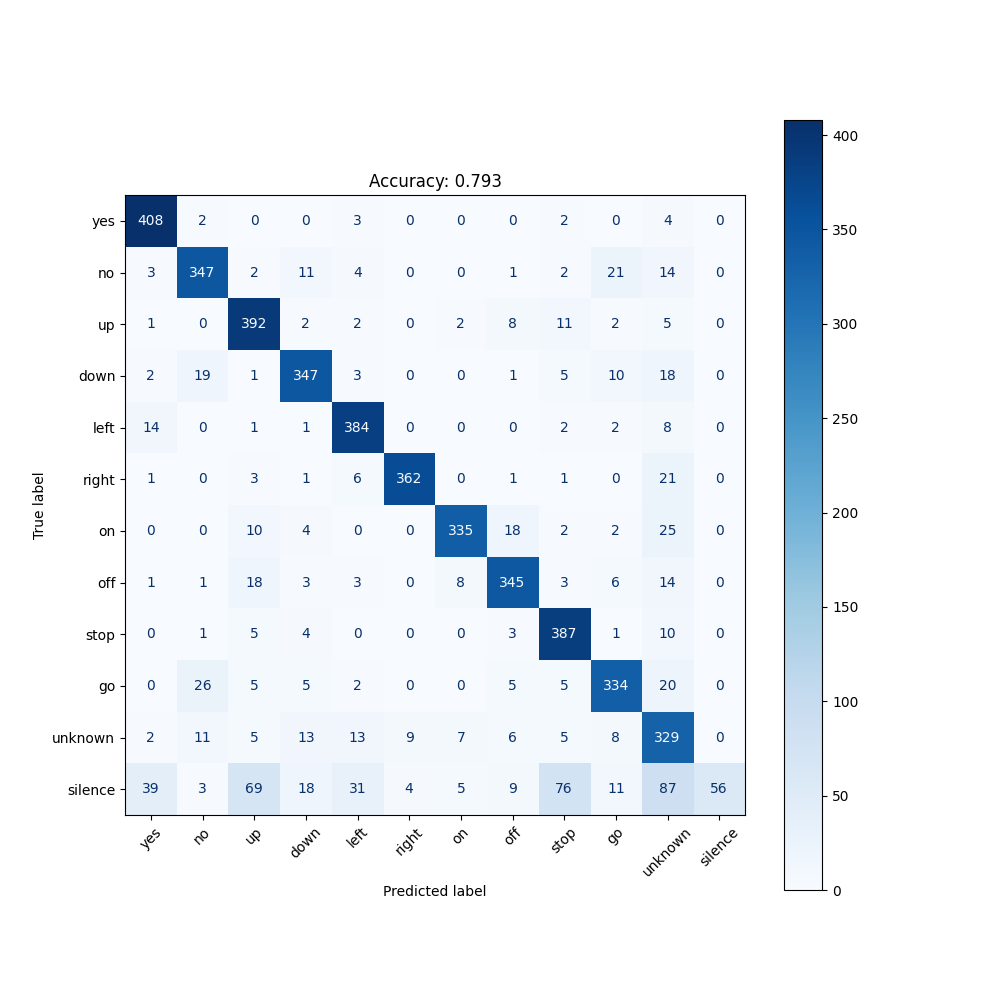 Accuracy: 0.793
yes 408 2 0 0 3 0 0 0 2 0 4 0
no 3 347 2 11 4 0 0 1 2 21 14 0
up 1 0 392 2 2 0 2 8 11 2 5 0
down 2 19 1 347 3 0 0 1 5 10 18 0
left 14 0 1 1 384 0 0 0 2 2 8 0
right 1 0 3 1 6 362 0 1 1 0 21 0
on 0 0 10 4 0 0 335 18 2 2 25 0
off 1 1 18 3 3 0 8 345 3 6 14 0
stop 0 1 5 4 0 0 0 3 387 1 10 0
go 0 26 5 5 2 0 0 5 5 334 20 0
unknown 2 11 5 13 13 9 7 6 5 8 329 0
silence 39 3 69 18 31 4 5 9 76 11 87 56
yes no up down left right on off stop go unknown silence
Predicted label
True label
400
350
300
250
200
150
100
50
0